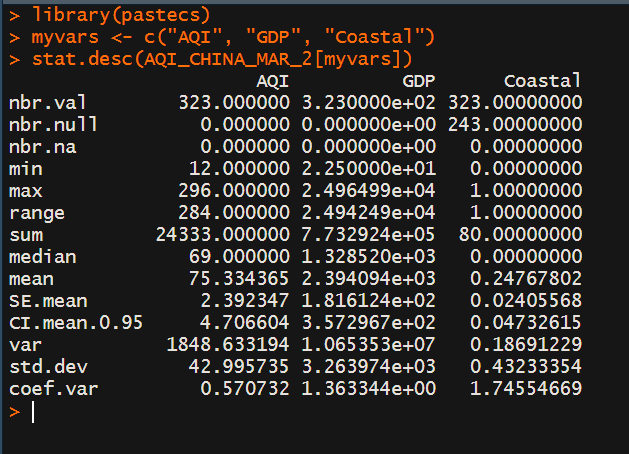 > library(pastecs)
> myvars <- c("AQI", "GDP", "Coastal")
> stat.desc(AQI_CHINA_MAR_2[myvars])
AQI GDP Coastal
nbr.val 323.000000 3.230000e+02 323.00000000
nbr.null 0.000000 0.000000e+00 243.00000000
nbr.na 0.000000 0.000000e+00 0.00000000
min 12.000000 2.250000e+01 0.00000000
max 296.000000 2.496499e+04 1.00000000
range 284.000000 2.494249e+04 1.00000000
sum 24333.000000 7.732924e+05 80.00000000
median 69.000000 1.328520e+03 0.00000000
mean 75.334365 2.394094e+03 0.24767802
SE.mean 2.392347 1.816124e+02 0.02405568
CI.mean.0.95 4.706604 3.572967e+02 0.04732615
var 1848.633194 1.065353e+07 0.18691229
std.dev 42.995735 3.263974e+03 0.43233354
coef.var 0.570732 1.363344e+00 1.74554669
>